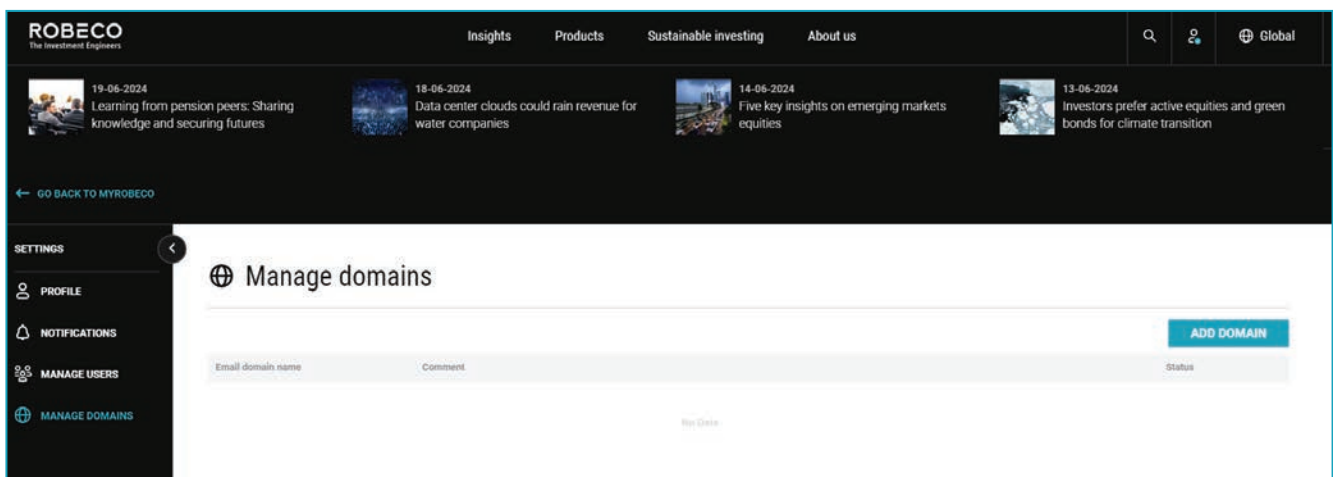 ROBECO
The Investment Engineers
Insights Products Sustainable investing About us
Global
19-06-2024
Learning from pension peers: Sharing
knowledge and securing futures
18-06-2024
Data center clouds could rain revenue for
water companies
14-06-2024
Five key insights on emerging markets
equities
13-06-2024
Investors prefer active equities and green
bonds for climate transition
GO BACK TO MYROBECO
SETTINGS
PROFILE
NOTIFICATIONS
MANAGE USERS
MANAGE DOMAINS
Manage domains
ADD DOMAIN
Email domain name Comment Status
No Data